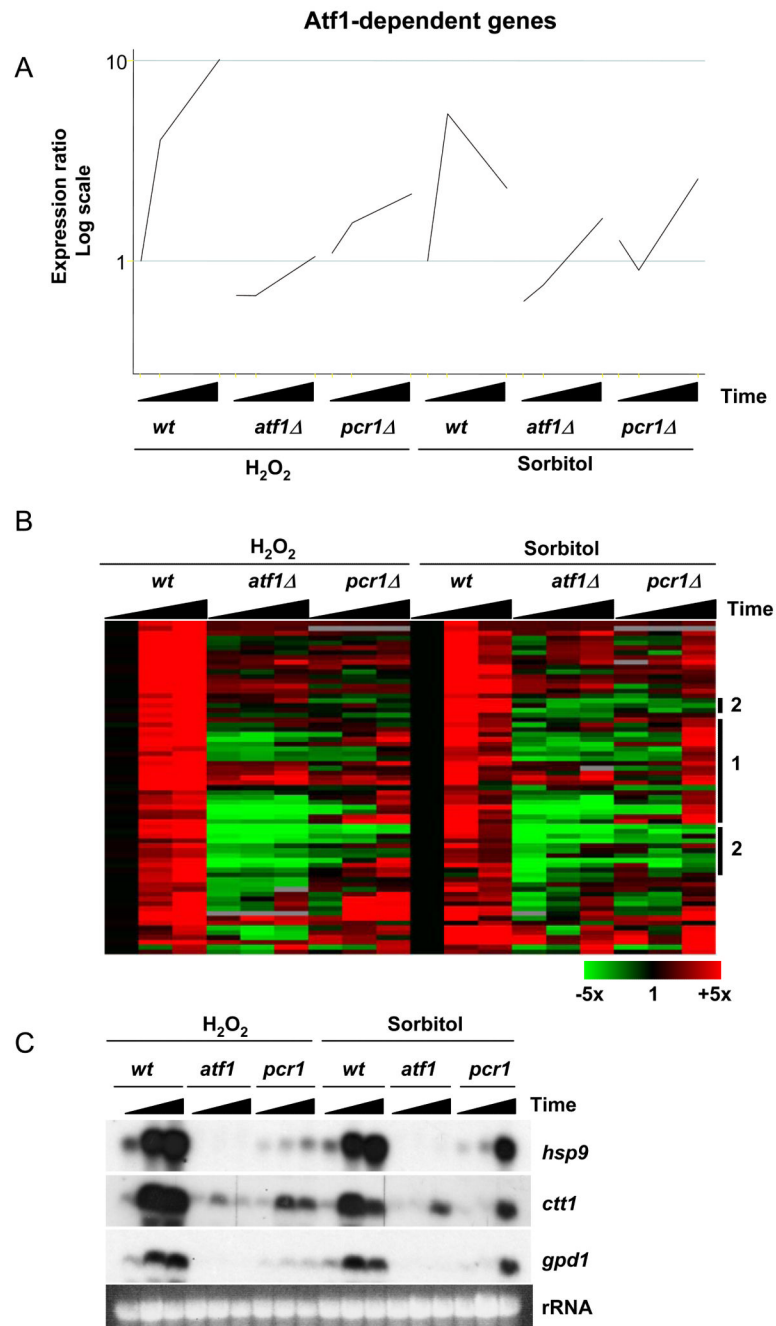 Atf1-dependent genes
A
Expression ratio
Log scale
10
1
Time
wt atf1Δ pcr1Δ wt atf1Δ pcr1Δ
H₂O₂ Sorbitol
B
H₂O₂ Sorbitol
wt atf1Δ pcr1Δ wt atf1Δ pcr1Δ
Time
2
1
2
-5x 1 +5x
C
H₂O₂ Sorbitol
wt atf1 pcr1 wt atf1 pcr1
Time
hsp9
ctt1
gpd1
rRNA